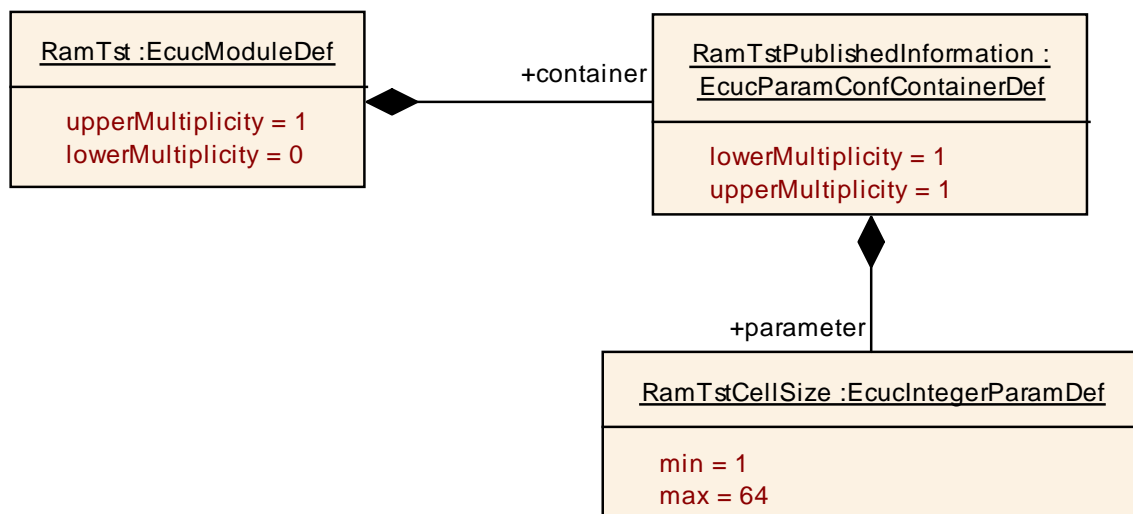 RamTst :EcucModuleDef
upperMultiplicity = 1
lowerMultiplicity = 0
+container
RamTstPublishedInformation :
EcucParamConfContainerDef
lowerMultiplicity = 1
upperMultiplicity = 1
+parameter
RamTstCellSize :EcucIntegerParamDef
min = 1
max = 64